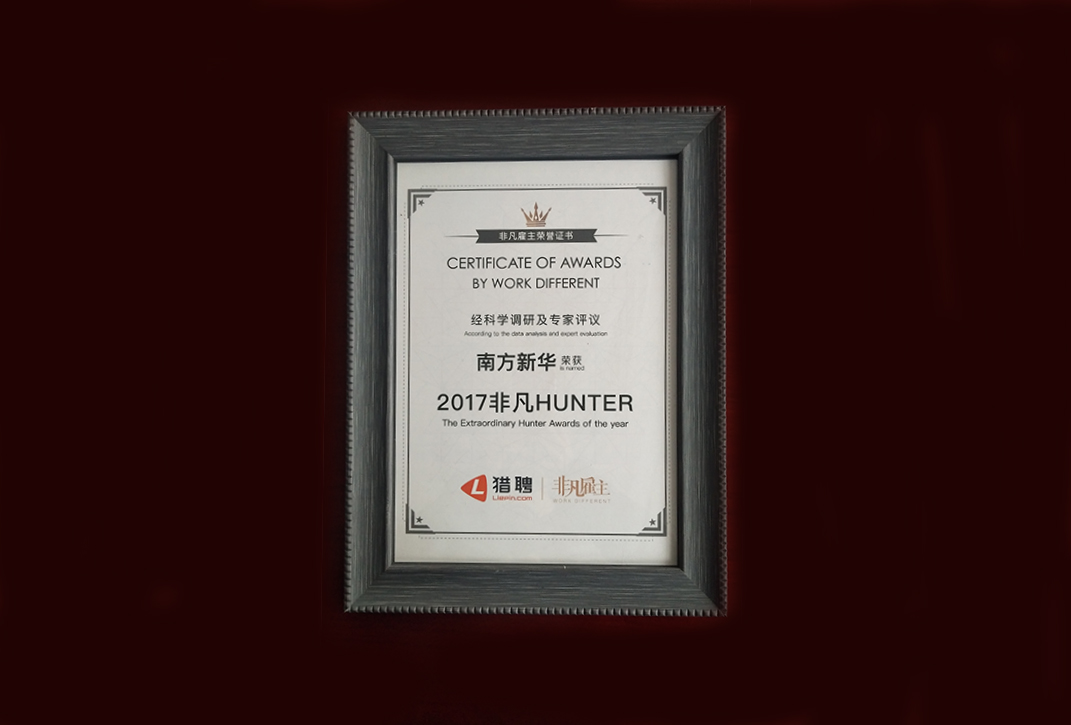 非凡雇主荣誉证书
CERTIFICATE OF AWARDS
BY WORK DIFFERENT
经科学调研及专家评议
According to the data analysis and expert evaluation
南方新华 荣获
is named
2017非凡HUNTER
The Extraordinary Hunter Awards of the year
猎聘
Liepin.com
非凡雇主
WORK DIFFERENT